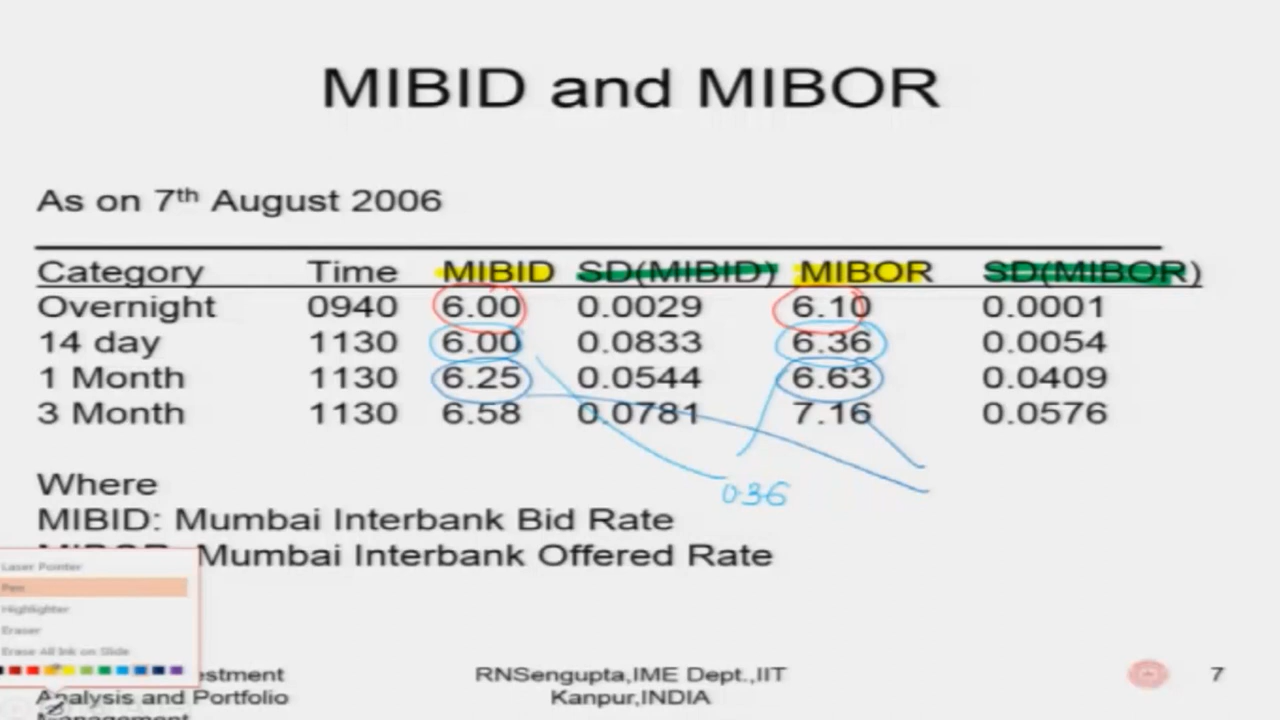 MIBID and MIBOR
As on 7th August 2006
Category Time MIBID SD(MIBID) MIBOR SD(MIBOR)
Overnight 0940 6.00 0.0029 6.10 0.0001
14 day 1130 6.00 0.0833 6.36 0.0054
1 Month 1130 6.25 0.0544 6.63 0.0409
3 Month 1130 6.58 0.0781 7.16 0.0576
0.36
Where
MIBID: Mumbai Interbank Bid Rate
Mumbai Interbank Offered Rate
Laser Pointer
Pen
Highlighter
Eraser
Erase All Ink on Slide
estment
Analysis and Portfolio
RNSengupta,IME Dept.,IIT
Kanpur,INDIA
7